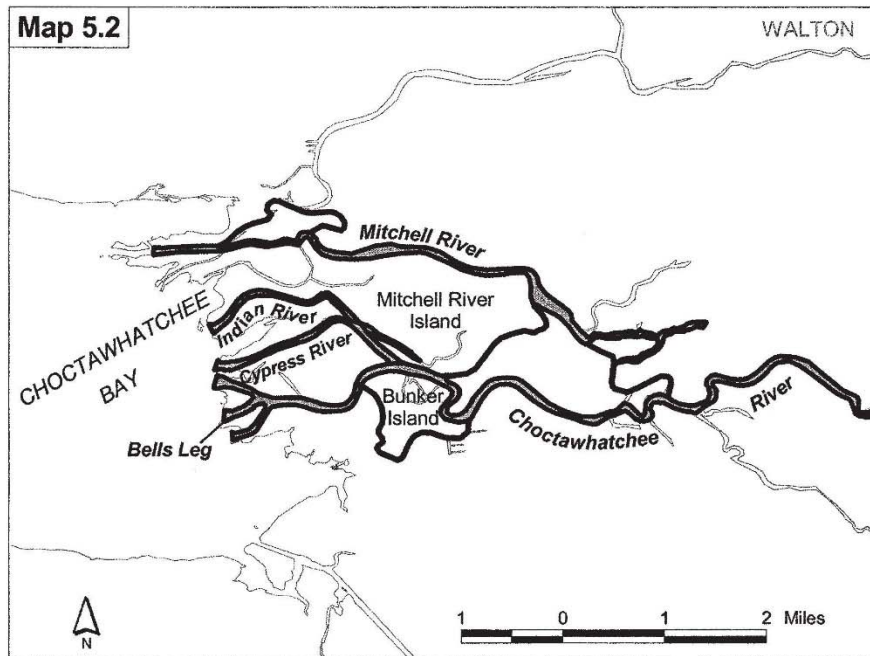 Map 5.2
WALTON
Mitchell River
Mitchell River
Island
CHOCTAWHATCHEE
BAY
Indian River
Cypress River
Bunker
Island
Choctawhatchee
River
Bells Leg
N
1 0 1 2 Miles